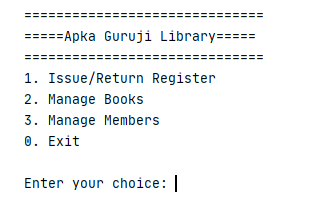 ==============================
=====Apka Guruji Library=====
==============================
1. Issue/Return Register
2. Manage Books
3. Manage Members
0. Exit
Enter your choice: